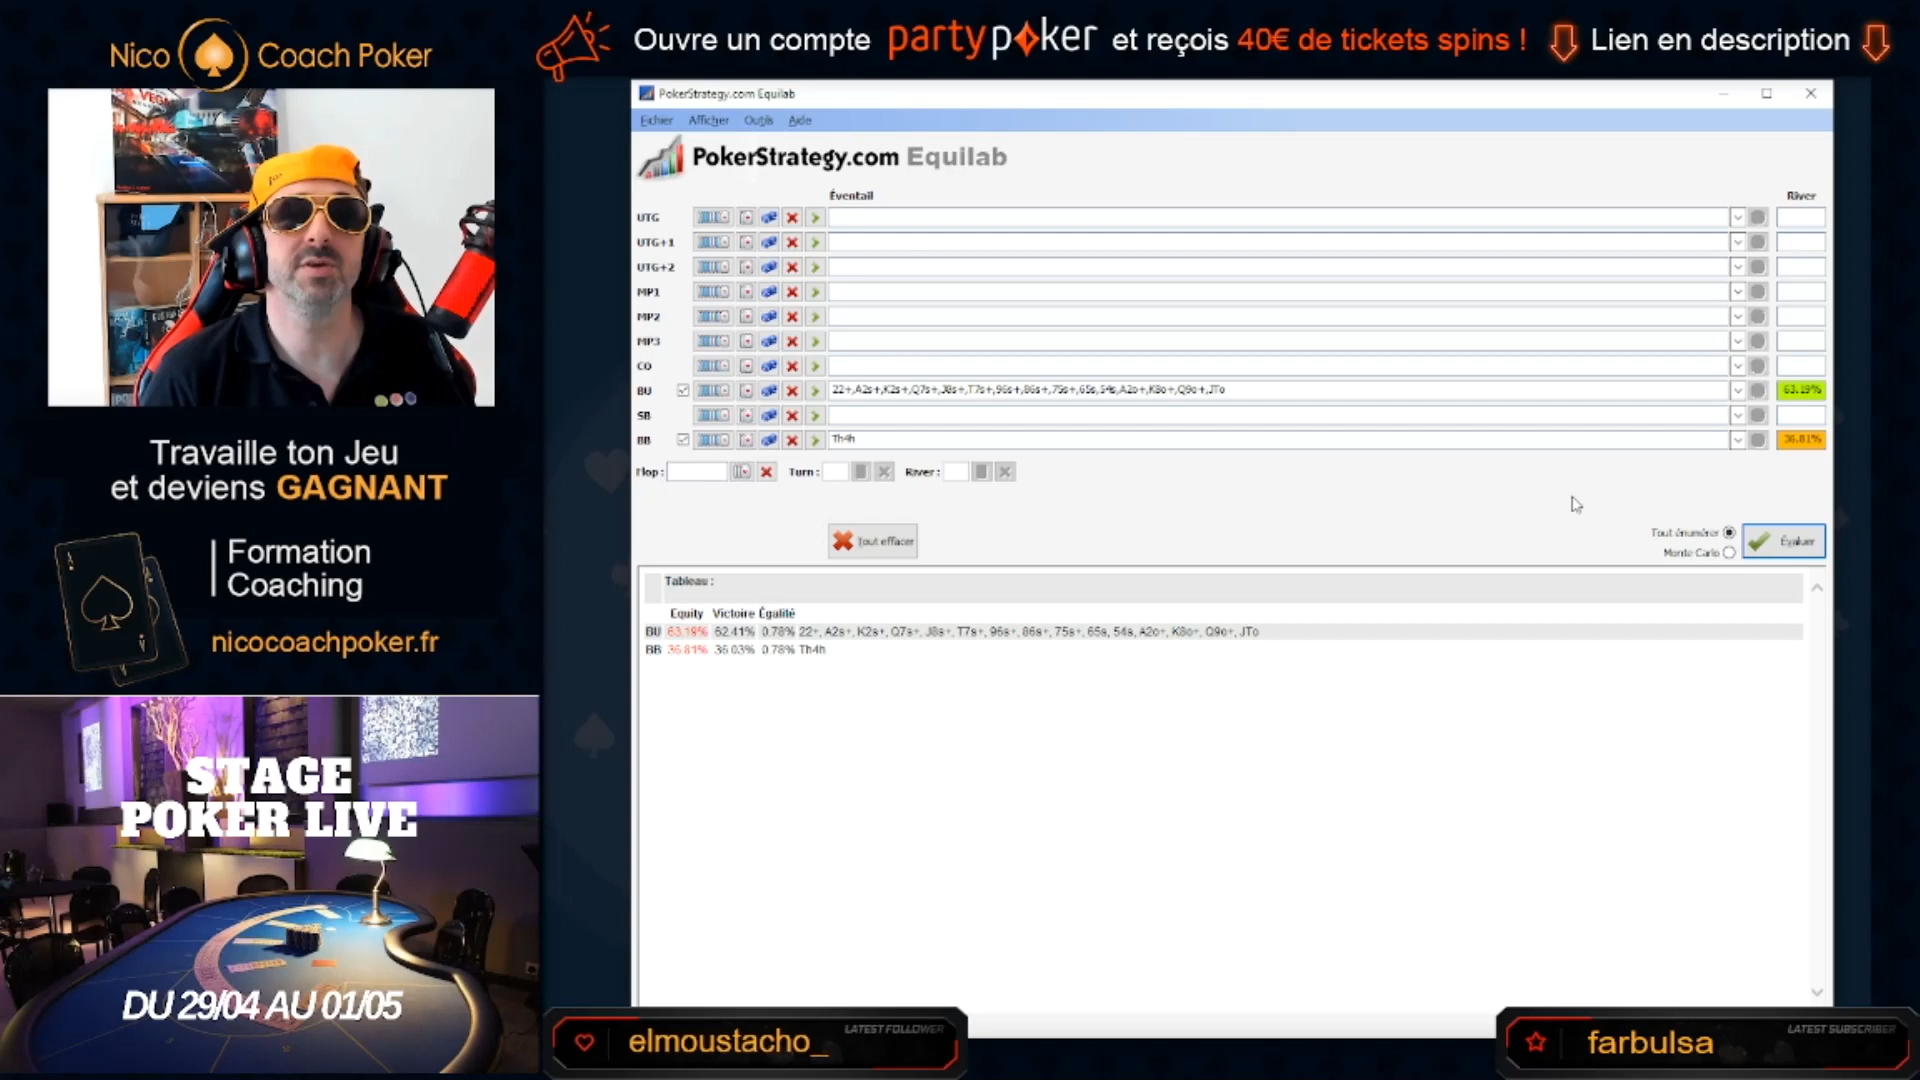 Nico Coach Poker
Ouvre un compte partypoker et reçois 40€ de tickets spins ! Lien en description
Travaille ton Jeu
et deviens GAGNANT
Formation
Coaching
nicocoachpoker.fr
STAGE
POKER LIVE
DU 29/04 AU 01/05
PokerStrategy.com Equilab
Fichier Afficher Outils Aide
PokerStrategy.com Equilab
Éventail River
UTG
UTG+1
UTG+2
MP1
MP2
MP3
CO
BU 22+,A2s+,K2s+,Q7s+,J8s+,T7s+,96s+,86s+,75s+,65s,54s,A2o+,K8o+,Q9o+,JTo 63.19%
SB
BB Th4h 36.81%
Flop : Turn : River :
Tout effacer
Tout énumérer
Monte Carlo
Évaluer
Tableau :
Equity Victoire Égalité
BU 63.19% 62.41% 0.78% 22+, A2s+, K2s+, Q7s+, J8s+, T7s+, 96s+, 86s+, 75s+, 65s, 54s, A2o+, K8o+, Q9o+, JTo
BB 36.81% 36.03% 0.78% Th4h
LATEST FOLLOWER
elmoustacho_
LATEST SUBSCRIBER
farbulsa